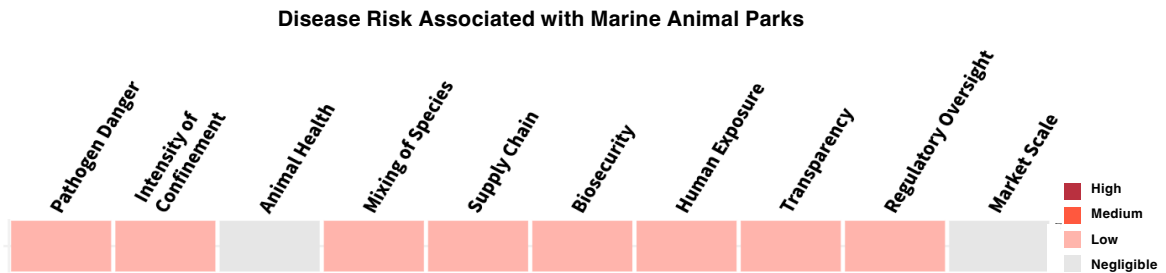 Disease Risk Associated with Marine Animal Parks
Pathogen Danger
Intensity of
Confinement
Animal Health
Mixing of Species
Supply Chain
Biosecurity
Human Exposure
Transparency
Regulatory Oversight
Market Scale
High
Medium
Low
Negligible